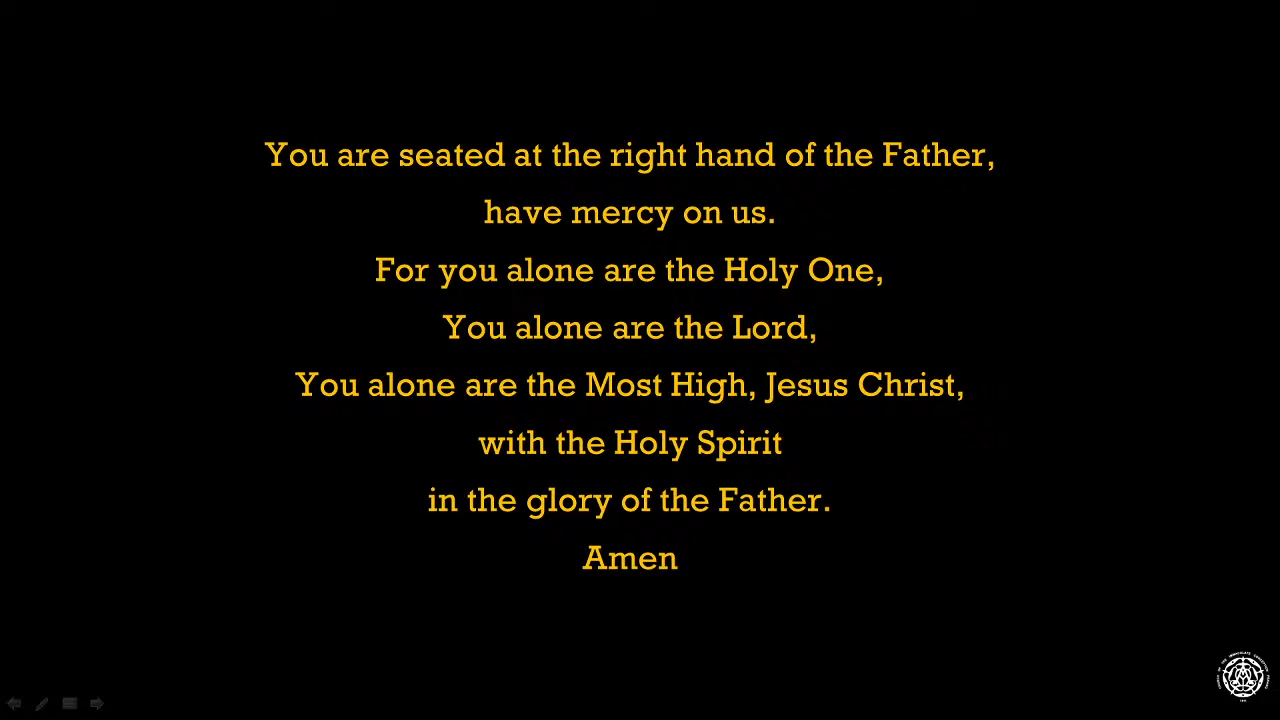 You are seated at the right hand of the Father,
have mercy on us.
For you alone are the Holy One,
You alone are the Lord,
You alone are the Most High, Jesus Christ,
with the Holy Spirit
in the glory of the Father.
Amen